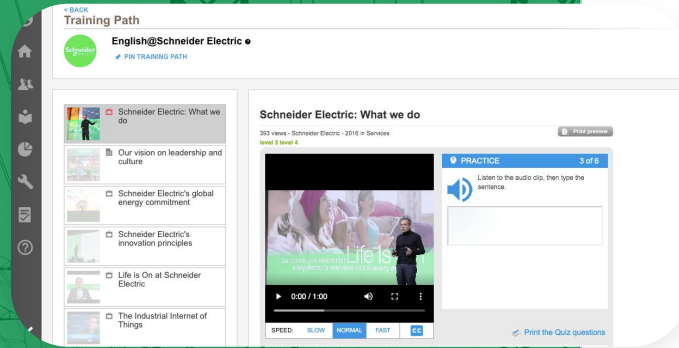 < BACK
Training Path
Schneider
Electric
English@Schneider Electric
PIN TRAINING PATH
Schneider Electric: What we
do
Our vision on leadership and
culture
Schneider Electric's global
energy commitment
Schneider Electric's
innovation principles
Life is On at Schneider
Electric
The Industrial Internet of
Things
Schneider Electric: What we do
393 views - Schneider Electric - 2016 in Services
Print preview
level 3 level 4
Life Is On
0:00 / 1:00
SPEED: SLOW NORMAL FAST
PRACTICE 3 of 6
Listen to the audio clip, then type the
sentence.
Print the Quiz questions